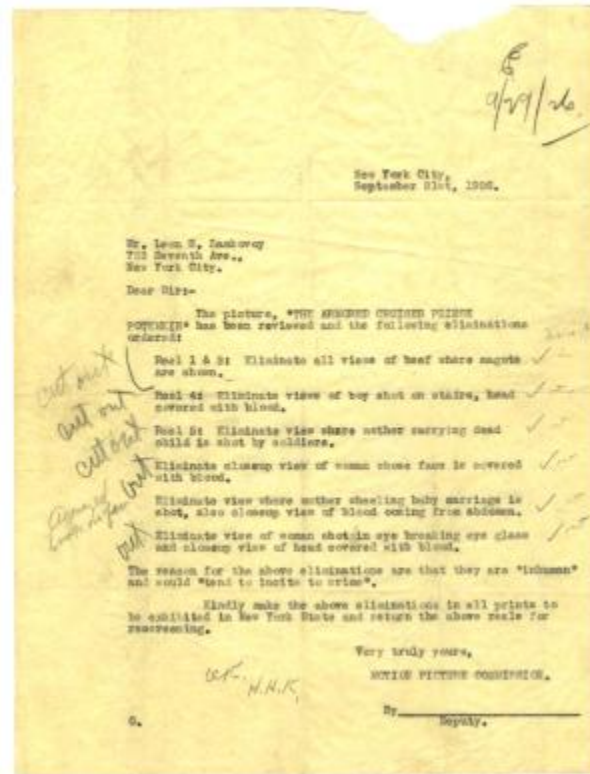 9/29/26
New York City,
September 21st, 1926.
Mr. Leon
Seventh Ave.,
New York City.
Dear Sir:-
The picture, "THE ARMORED CRUISER PRINCE
POTEMKIN" has been reviewed and the following eliminations
ordered:
cut out
Reel 1 & 2: Eliminate all views of beef where magots
are shown.
cut out
Reel 4: Eliminate views of boy shot on stairs, head
covered with blood.
cut out
Reel 5: Eliminate view where mother carrying dead
child is shot by soldiers.
out
Eliminate closeup view of woman whose face is covered
with blood.
Eliminate view where mother wheeling baby carriage is
shot, also closeup view of blood coming from abdomen.
out
Eliminate view of woman shot in eye breaking eye glass
and closeup view of head covered with blood.
The reason for the above eliminations are that they are "inhuman"
and would "tend to incite to crime".
Kindly make the above eliminations in all prints to
be exhibited in New York State and return the above reels for
rescreening.
Very truly yours,
MOTION PICTURE COMMISSION.
H.H.K.
By
G.
Deputy.